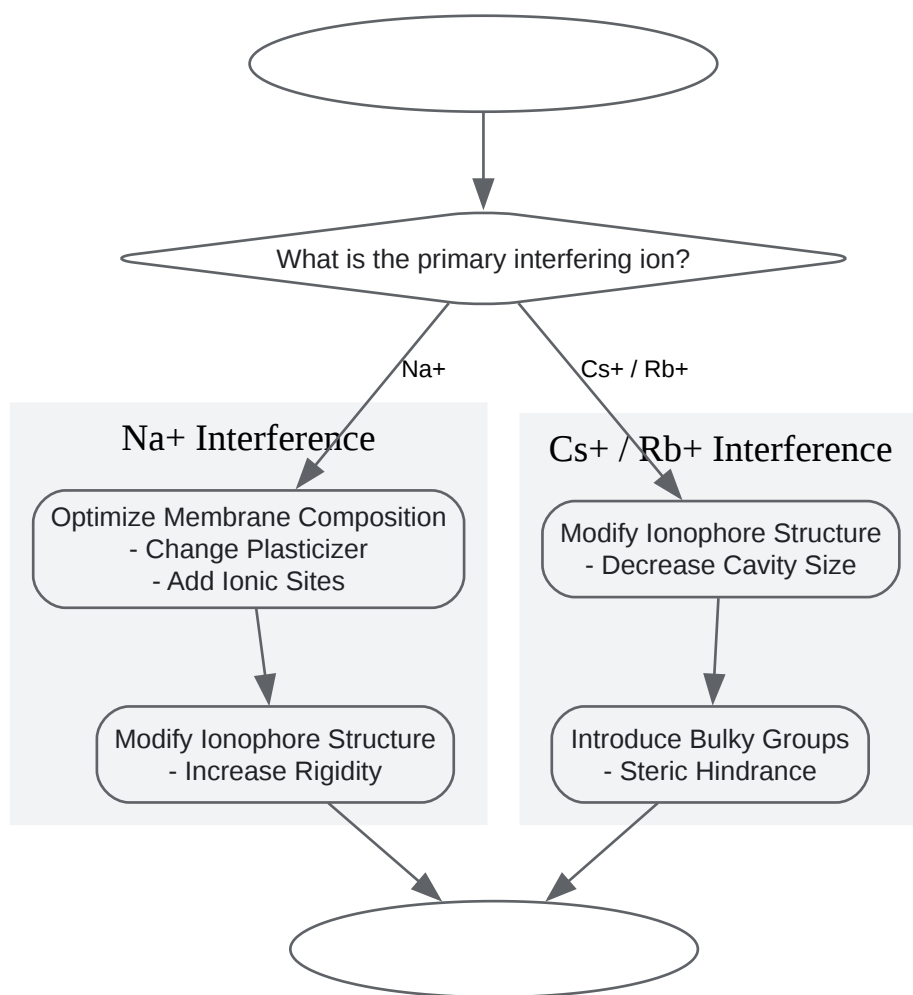 What is the primary interfering ion?
Na+
Cs+ / Rb+
Na+ Interference
Optimize Membrane Composition
- Change Plasticizer
- Add Ionic Sites
Modify Ionophore Structure
- Increase Rigidity
Cs+ / Rb+ Interference
Modify Ionophore Structure
- Decrease Cavity Size
Introduce Bulky Groups
- Steric Hindrance